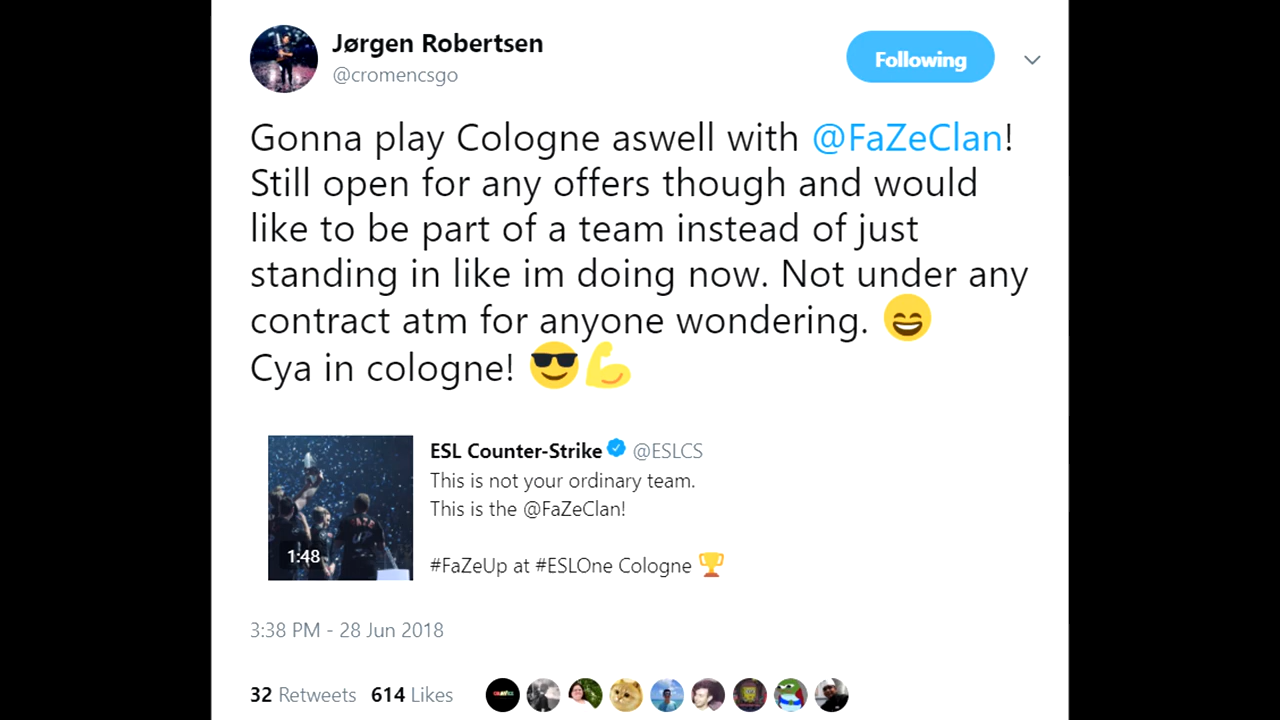 Jørgen Robertsen
@cromencsgo
Following
Gonna play Cologne aswell with @FaZeClan!
Still open for any offers though and would
like to be part of a team instead of just
standing in like im doing now. Not under any
contract atm for anyone wondering. 😄
Cya in cologne! 😎💪
ESL Counter-Strike @ESLCS
This is not your ordinary team.
This is the @FaZeClan!
#FaZeUp at #ESLOne Cologne 🏆
1:48
3:38 PM - 28 Jun 2018
32 Retweets 614 Likes